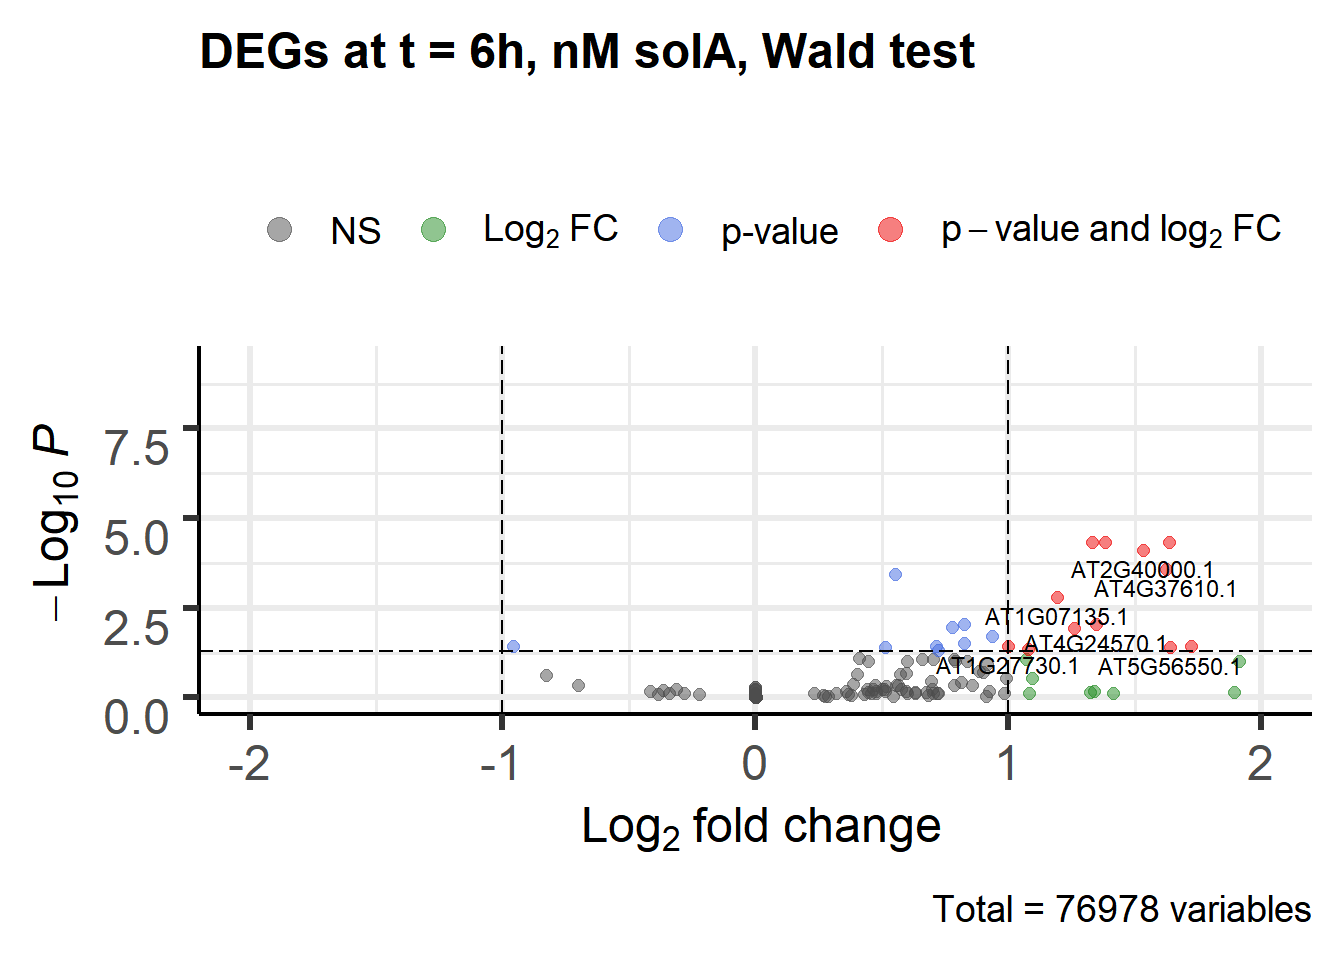 DEGs at t = 6h, nM solA, Wald test
NS Log2 FC p-value p – value and log2 FC
–Log10 P
7.5
5.0
2.5
0.0
AT2G40000.1
AT4G37610.1
AT1G07135.1
AT4G24570.1
AT1G27730.1
AT5G56550.1
-2 -1 0 1 2
Log2 fold change
Total = 76978 variables